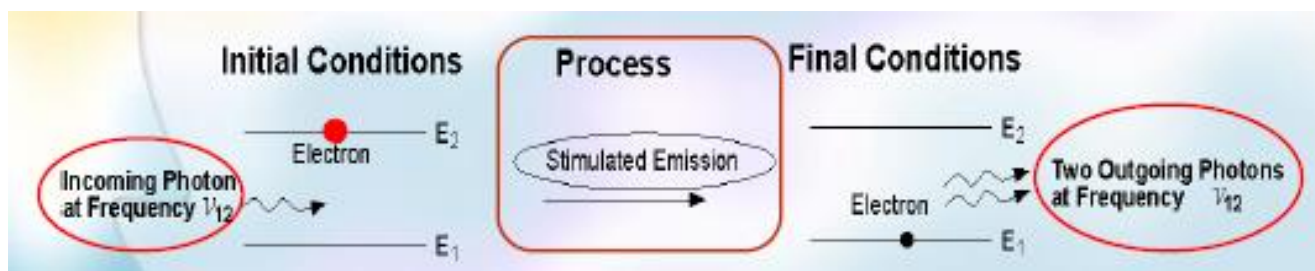 Initial Conditions
Process
Final Conditions
E₂
Electron
Incoming Photon
at Frequency ν₁₂
E₁
Stimulated Emission
E₂
Two Outgoing Photons
at Frequency ν₁₂
Electron
E₁